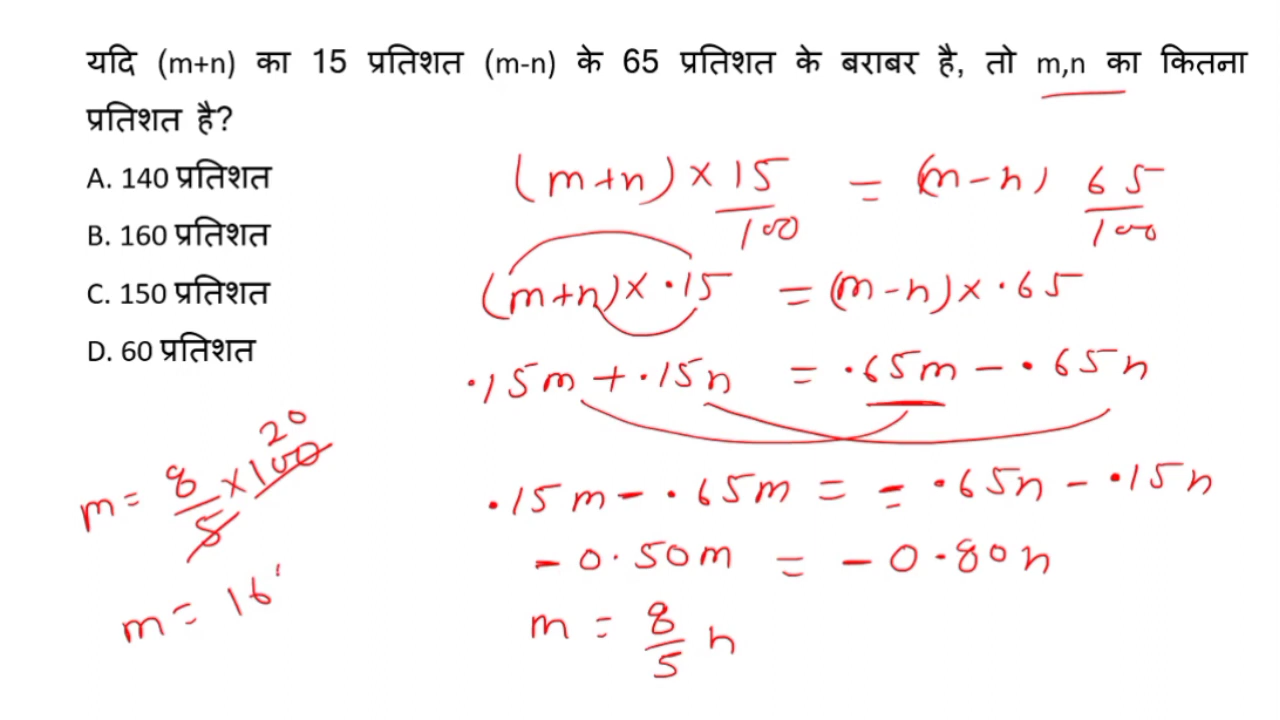 यदि (m+n) का 15 प्रतिशत (m-n) के 65 प्रतिशत के बराबर है, तो m,n का कितना
प्रतिशत है?
A. 140 प्रतिशत
B. 160 प्रतिशत
C. 150 प्रतिशत
D. 60 प्रतिशत
(m+n) × 15/100 = (m-n) 65/100
(m+n) × .15 = (m-n) × .65
.15m + .15n = .65m - .65n
.15m - .65m = - .65n - .15n
- 0.50m = - 0.80n
m = 8/5 n
m = 8/5 × 100 20
m = 16